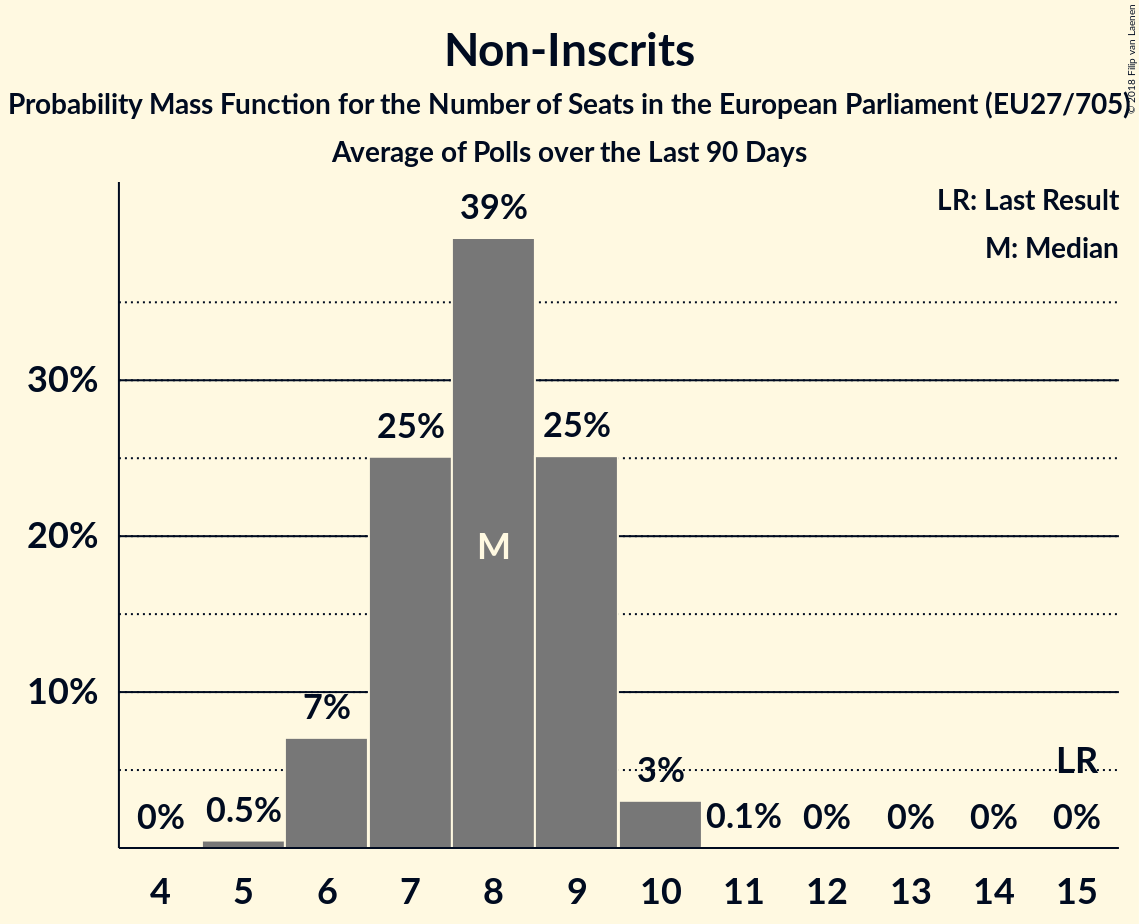 Non-Inscrits
Probability Mass Function for the Number of Seats in the European Parliament (EU27/705)
Average of Polls over the Last 90 Days
© 2018 Filip van Laenen
LR: Last Result
M: Median
39%
30%
25%
25%
20%
M
10%
7%
LR
3%
0%
0.5%
0.1%
0%
0%
0%
0%
4 5 6 7 8 9 10 11 12 13 14 15